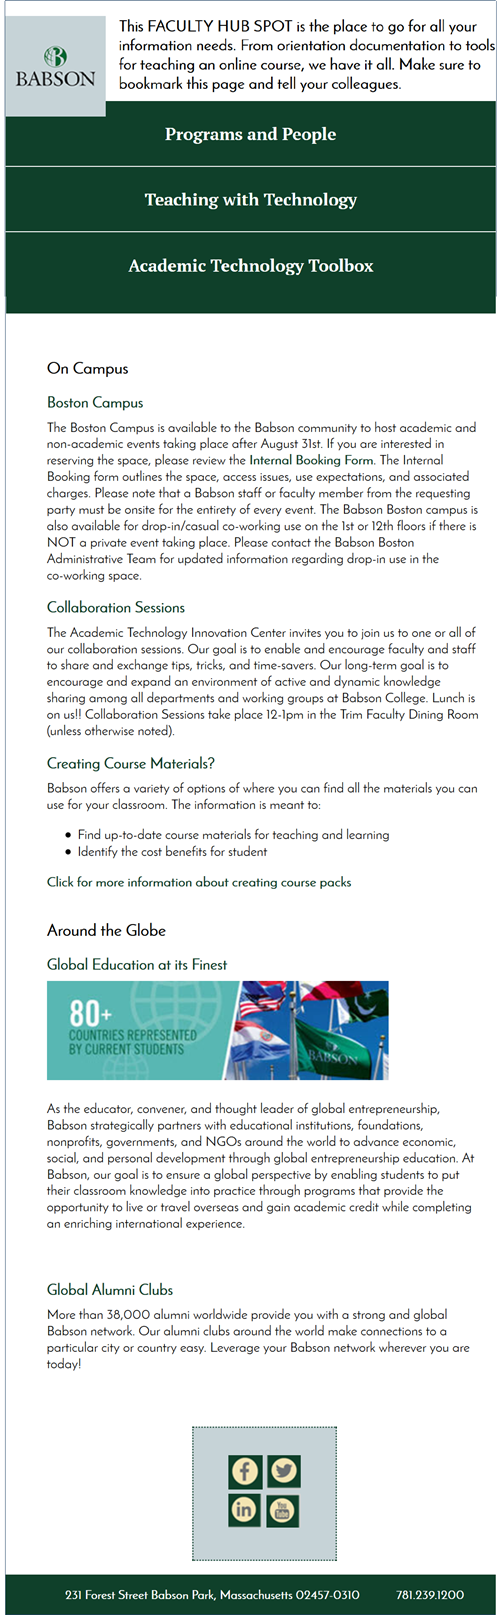 This FACULTY HUB SPOT is the place to go for all your
information needs. From orientation documentation to tools
for teaching an online course, we have it all. Make sure to
bookmark this page and tell your colleagues.
BABSON
Programs and People
Teaching with Technology
Academic Technology Toolbox
On Campus
Boston Campus
The Boston Campus is available to the Babson community to host academic and
non-academic events taking place after August 31st. If you are interested in
reserving the space, please review the Internal Booking Form. The Internal
Booking form outlines the space, access issues, use expectations, and associated
charges. Please note that a Babson staff or faculty member from the requesting
party must be onsite for the entirety of every event. The Babson Boston campus is
also available for drop-in/casual co-working use on the 1st or 12th floors if there is
NOT a private event taking place. Please contact the Babson Boston
Administrative Team for updated information regarding drop-in use in the
co-working space.
Collaboration Sessions
The Academic Technology Innovation Center invites you to join us to one or all of
our collaboration sessions. Our goal is to enable and encourage faculty and staff
to share and exchange tips, tricks, and time-savers. Our long-term goal is to
encourage and expand an environment of active and dynamic knowledge
sharing among all departments and working groups at Babson College. Lunch is
on us!! Collaboration Sessions take place 12-1pm in the Trim Faculty Dining Room
(unless otherwise noted).
Creating Course Materials?
Babson offers a variety of options of where you can find all the materials you can
use for your classroom. The information is meant to:
• Find up-to-date course materials for teaching and learning
• Identify the cost benefits for student
Click for more information about creating course packs
Around the Globe
Global Education at its Finest
80+
COUNTRIES REPRESENTED
BY CURRENT STUDENTS
BABSON
As the educator, convener, and thought leader of global entrepreneurship,
Babson strategically partners with educational institutions, foundations,
nonprofits, governments, and NGOs around the world to advance economic,
social, and personal development through global entrepreneurship education. At
Babson, our goal is to ensure a global perspective by enabling students to put
their classroom knowledge into practice through programs that provide the
opportunity to live or travel overseas and gain academic credit while completing
an enriching international experience.
Global Alumni Clubs
More than 38,000 alumni worldwide provide you with a strong and global
Babson network. Our alumni clubs around the world make connections to a
particular city or country easy. Leverage your Babson network wherever you are
today!
f
in
You Tube
231 Forest Street Babson Park, Massachusetts 02457-0310 781.239.1200